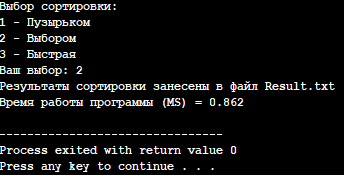 Выбор сортировки:
1 - Пузырьком
2 - Выбором
3 - Быстрая
Ваш выбор: 2
Результаты сортировки занесены в файл Result.txt
Время работы программы (MS) = 0.862
--------------------------------
Process exited with return value 0
Press any key to continue . . .